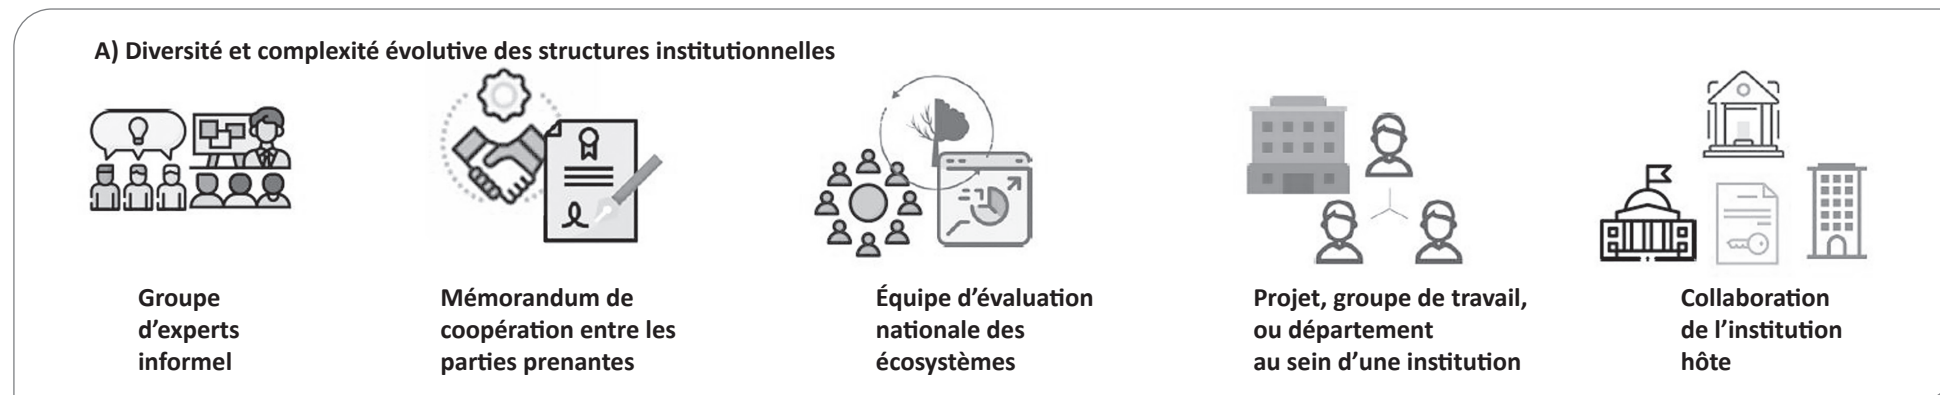 A) Diversité et complexité évolutive des structures institutionnelles
Groupe
d’experts
informel
Mémorandum de
coopération entre les
parties prenantes
Équipe d’évaluation
nationale des
écosystèmes
Projet, groupe de travail,
ou département
au sein d’une institution
Collaboration
de l’institution
hôte